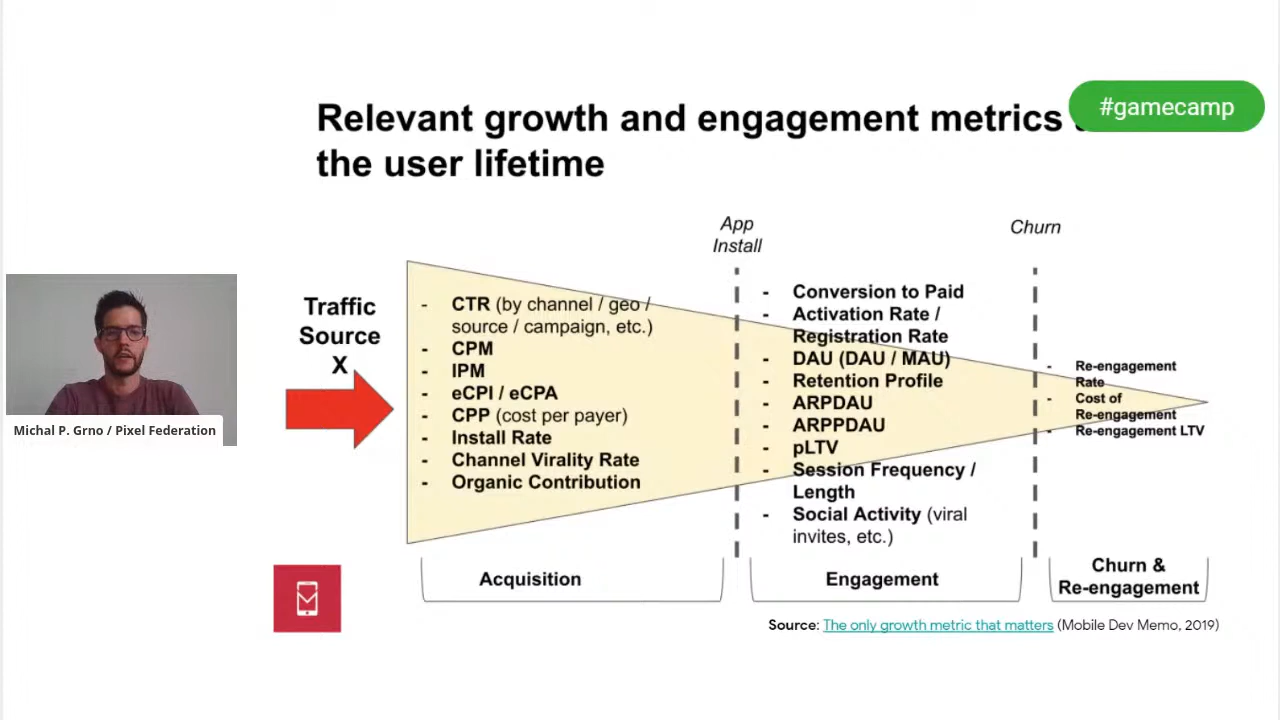 Relevant growth and engagement metrics
the user lifetime
#gamecamp
App
Install
Churn
Traffic
Source
X
- CTR (by channel / geo /
source / campaign, etc.)
- CPM
- IPM
- eCPI / eCPA
- CPP (cost per payer)
- Install Rate
- Channel Virality Rate
- Organic Contribution
- Conversion to Paid
- Activation Rate /
Registration Rate
- DAU (DAU / MAU)
- Retention Profile
- ARPDAU
- ARPPDAU
- pLTV
- Session Frequency /
Length
- Social Activity (viral
invites, etc.)
- Re-engagement
Rate
- Cost of
Re-engagement
- Re-engagement LTV
Michal P. Grno / Pixel Federation
Acquisition
Engagement
Churn &
Re-engagement
Source: The only growth metric that matters (Mobile Dev Memo, 2019)